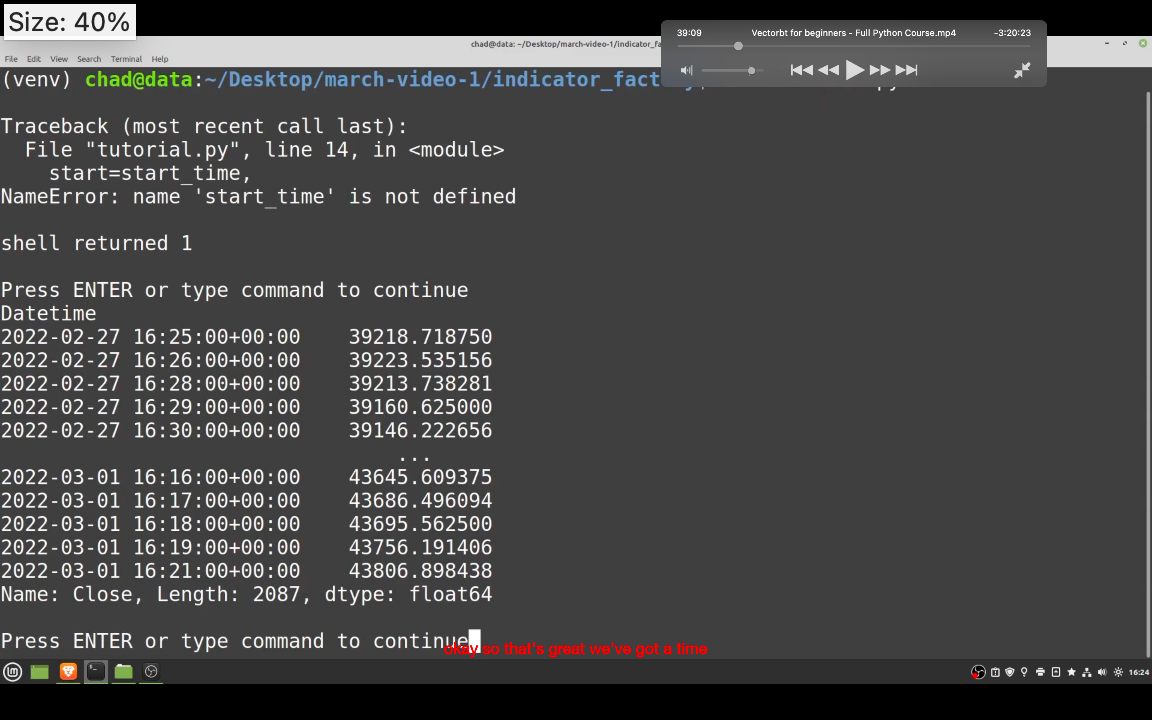 Size: 40%
39:09 Vectorbt for beginners - Full Python Course.mp4 -3:20:23
chad@data: ~/Desktop/march-video-1/indicator_fa
File Edit View Search Terminal Help
(venv) chad@data:~/Desktop/march-video-1/indicator_fact
Traceback (most recent call last):
File "tutorial.py", line 14, in <module>
start=start_time,
NameError: name 'start_time' is not defined
shell returned 1
Press ENTER or type command to continue
Datetime
2022-02-27 16:25:00+00:00 39218.718750
2022-02-27 16:26:00+00:00 39223.535156
2022-02-27 16:28:00+00:00 39213.738281
2022-02-27 16:29:00+00:00 39160.625000
2022-02-27 16:30:00+00:00 39146.222656
...
2022-03-01 16:16:00+00:00 43645.609375
2022-03-01 16:17:00+00:00 43686.496094
2022-03-01 16:18:00+00:00 43695.562500
2022-03-01 16:19:00+00:00 43756.191406
2022-03-01 16:21:00+00:00 43806.898438
Name: Close, Length: 2087, dtype: float64
Press ENTER or type command to continue
okay so that's great we've got a time
16:24